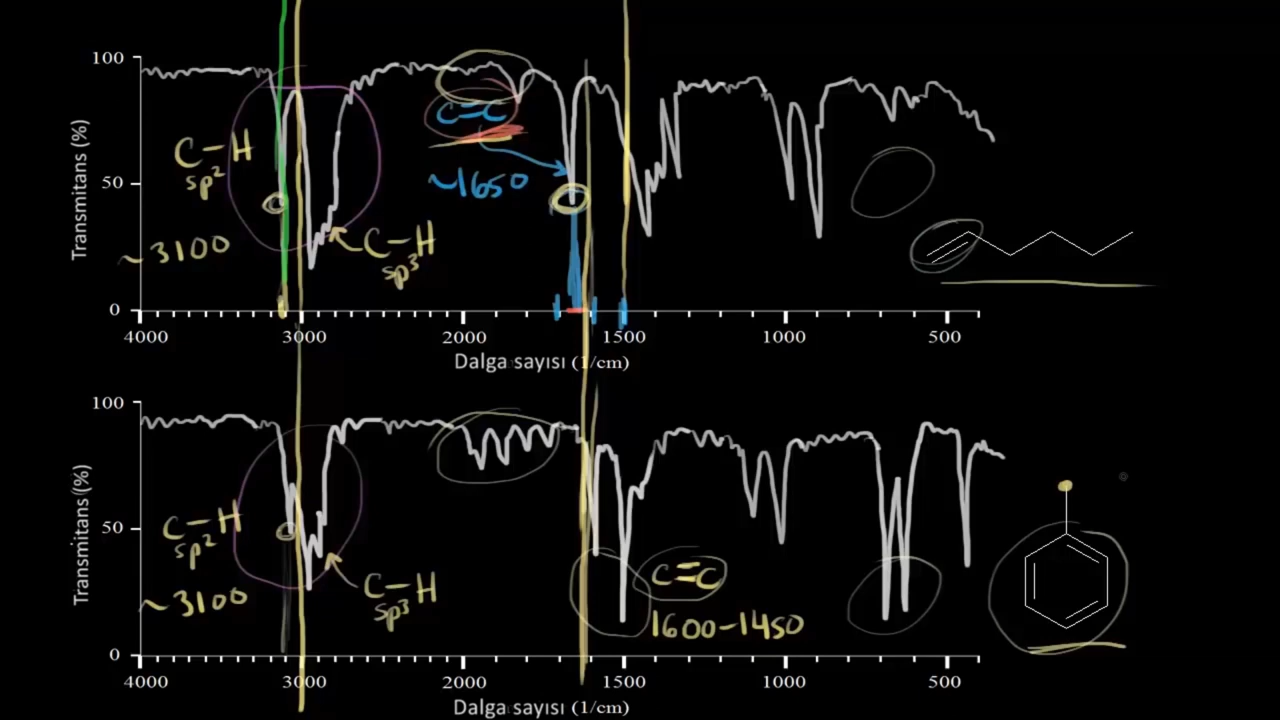 100
C=C
C-H
sp²
~1650
50
Transmitans (%)
~3100
C-H
sp³
0
4000
3000
2000
1500
1000
500
Dalga sayısı (1/cm)
100
C-H
sp²
50
Transmitans (%)
C-H
sp³
C=C
~3100
1600-1450
0
4000
3000
2000
1500
1000
500
Dalga sayısı (1/cm)